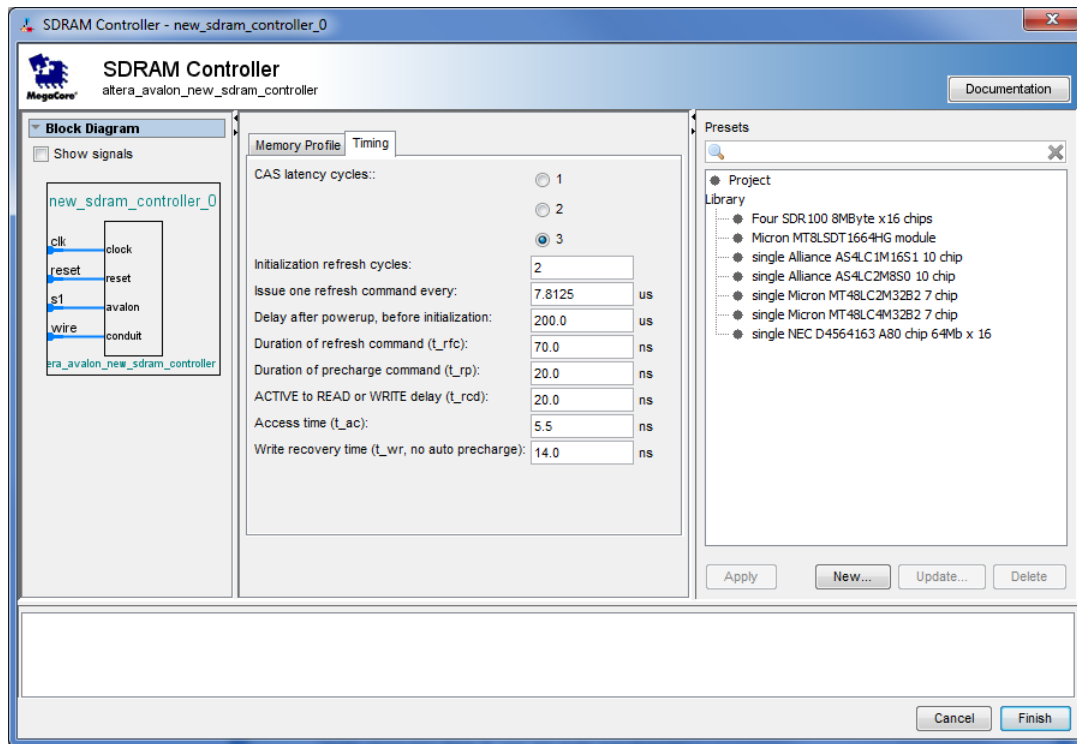 SDRAM Controller - new_sdram_controller_0
SDRAM Controller
altera_avalon_new_sdram_controller
MegaCore®
Documentation
Block Diagram
Show signals
new_sdram_controller_0
clk
clock
reset
reset
s1
avalon
wire
conduit
era_avalon_new_sdram_controller
Memory Profile Timing
CAS latency cycles::
1
2
3
Initialization refresh cycles: 2
Issue one refresh command every: 7.8125 us
Delay after powerup, before initialization: 200.0 us
Duration of refresh command (t_rfc): 70.0 ns
Duration of precharge command (t_rp): 20.0 ns
ACTIVE to READ or WRITE delay (t_rcd): 20.0 ns
Access time (t_ac): 5.5 ns
Write recovery time (t_wr, no auto precharge): 14.0 ns
Presets
Project
Library
Four SDR100 8MByte x16 chips
Micron MT8LSDT1664HG module
single Alliance AS4LC1M16S1 10 chip
single Alliance AS4LC2M8S0 10 chip
single Micron MT48LC2M32B2 7 chip
single Micron MT48LC4M32B2 7 chip
single NEC D4564163 A80 chip 64Mb x 16
Apply New... Update... Delete
Cancel Finish